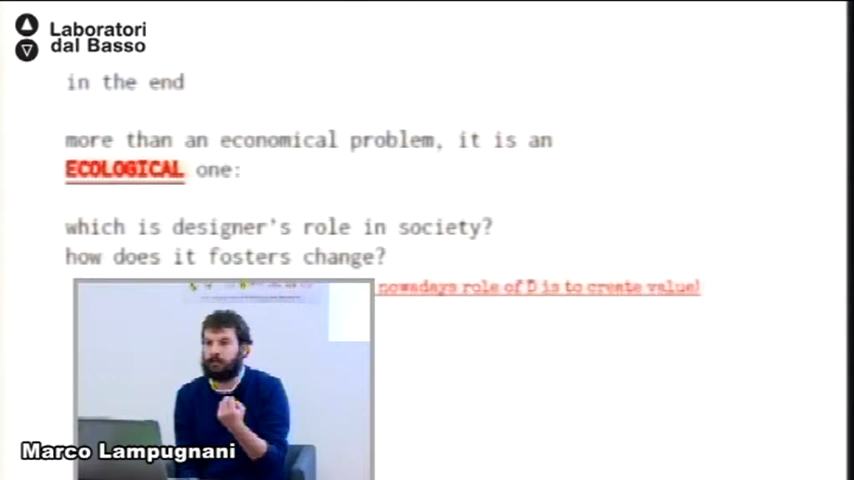 Laboratori
dal Basso
in the end
more than an economical problem, it is an
ECOLOGICAL one:
which is designer's role in society?
how does it fosters change?
nowadays role of D is to create value!
Marco Lampugnani